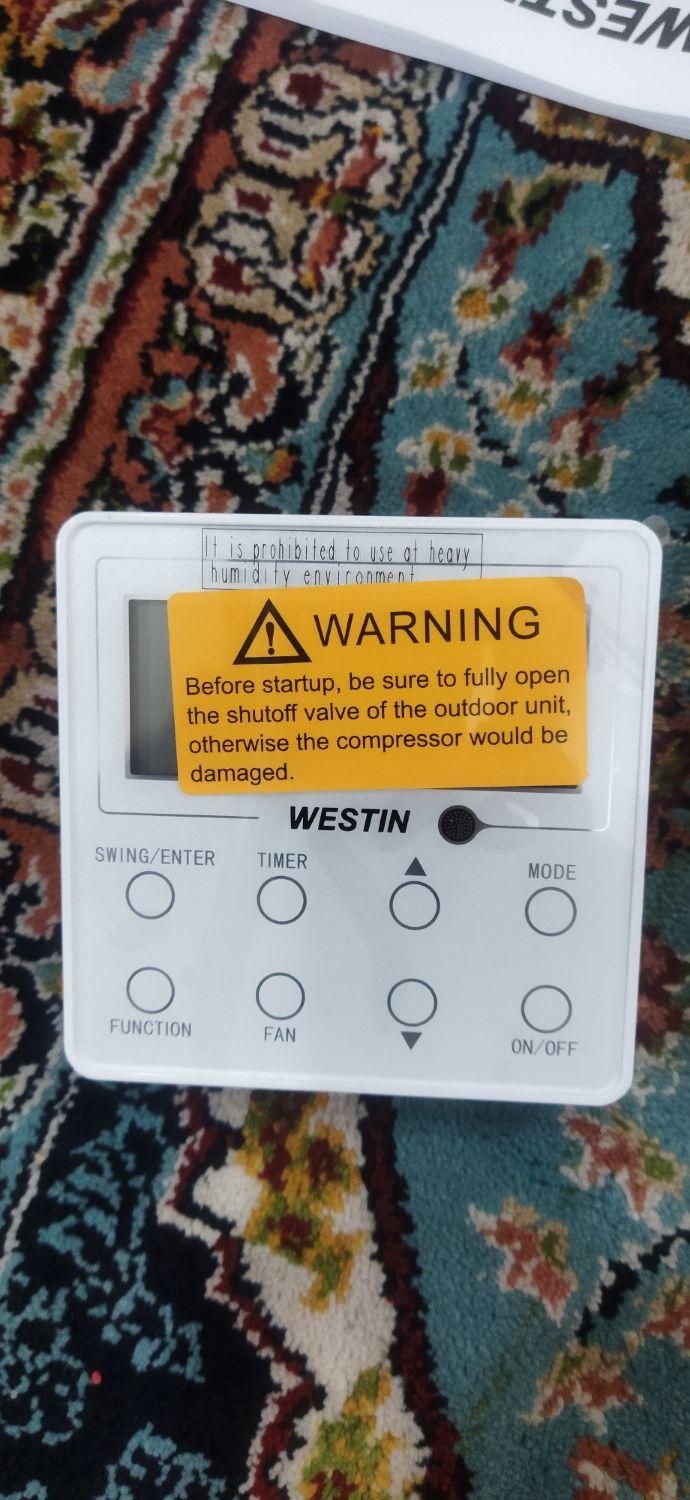 WESTI
It is prohibited to use at heavy
humidity environment
WARNING
Before startup, be sure to fully open
the shutoff valve of the outdoor unit,
otherwise the compressor would be
damaged.
WESTIN
SWING/ENTER TIMER ▲ MODE
FUNCTION FAN ▼ ON/OFF